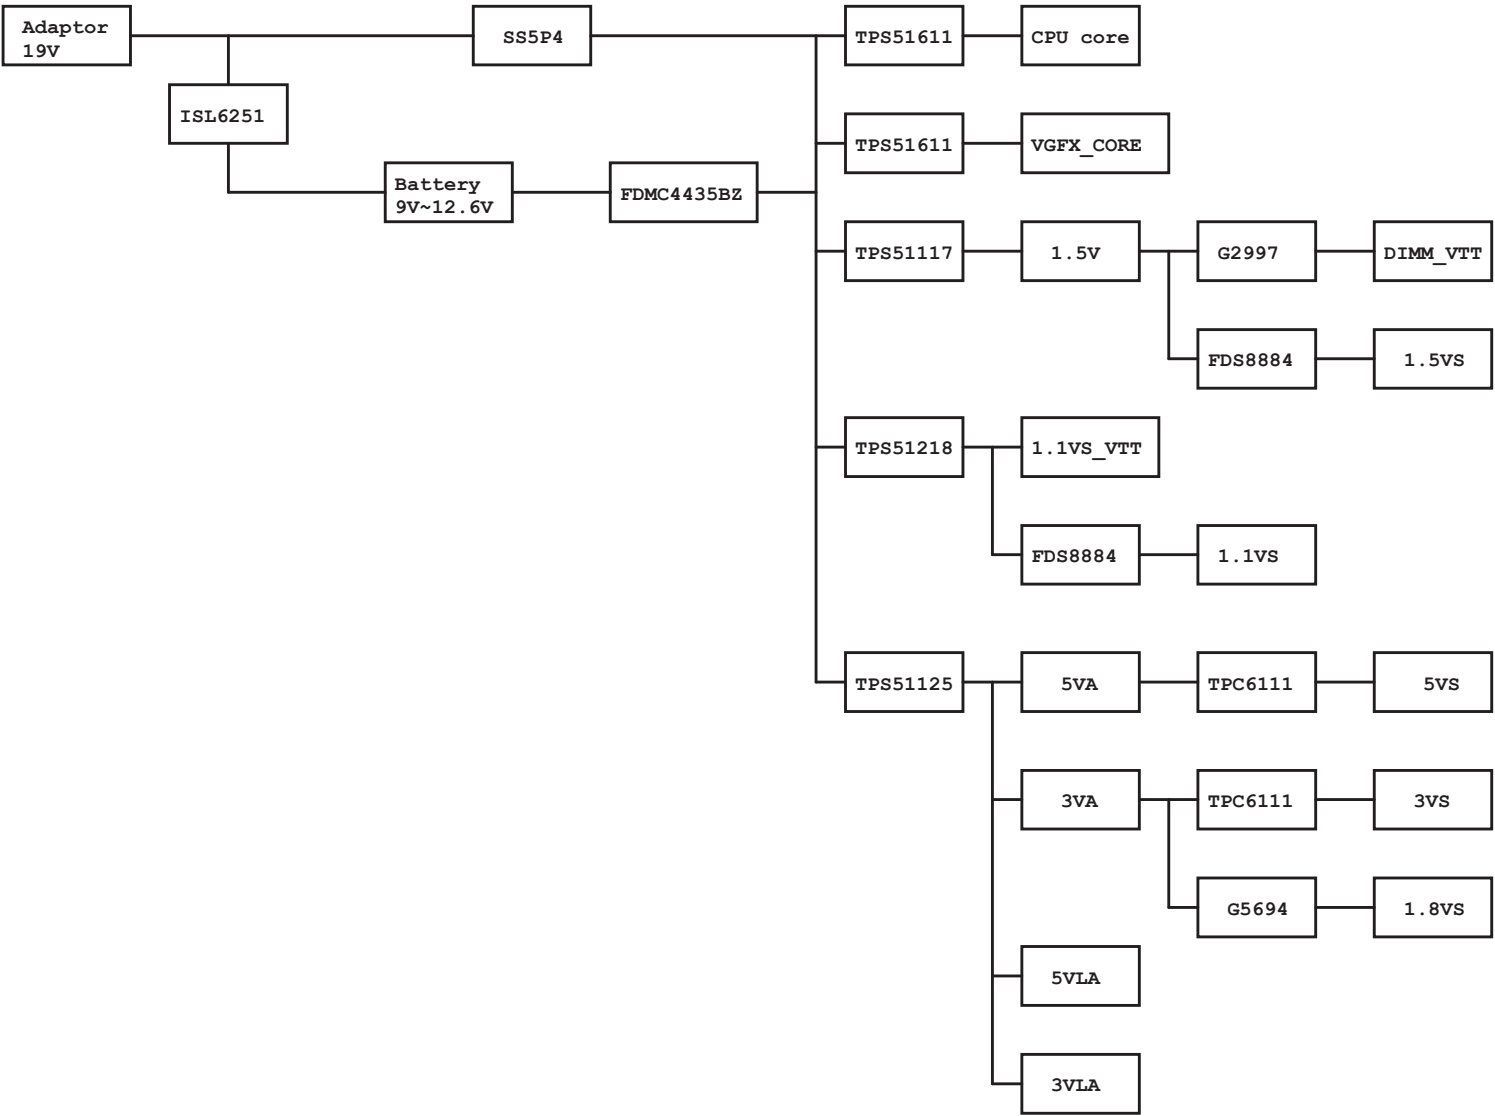 Adaptor
19V
SS5P4
TPS51611
CPU core
ISL6251
TPS51611
VGFX_CORE
Battery
9V~12.6V
FDMC4435BZ
TPS51117
1.5V
G2997
DIMM_VTT
FDS8884
1.5VS
TPS51218
1.1VS_VTT
FDS8884
1.1VS
TPS51125
5VA
TPC6111
5VS
3VA
TPC6111
3VS
G5694
1.8VS
5VLA
3VLA